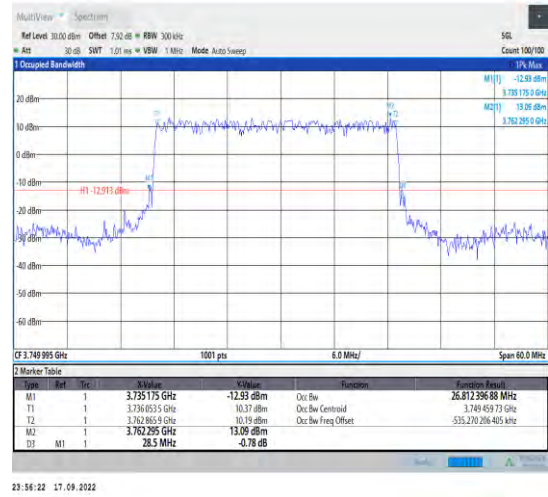 MultiView Spectrum
Ref Level 30.00 dBm Offset 7.92 dB RBW 300 kHz SGL
Att 30 dB SWT 1.01 ms VBW 1 MHz Mode Auto Sweep Count 100/100
1 Occupied Bandwidth 1Pk Max
M1[1] -12.93 dBm
3.735 175 0 GHz
M2[1] 13.09 dBm
3.762 295 0 GHz
20 dBm
10 dBm
0 dBm
-10 dBm
H1 -12.913 dBm
-20 dBm
-30 dBm
-40 dBm
-50 dBm
-60 dBm
M1
T1
M2
T2
CF 3.749 995 GHz 1001 pts 6.0 MHz/ Span 60.0 MHz
2 Marker Table
Type Ref Trc X-Value Y-Value Function Function Result
M1 1 3.735 175 GHz -12.93 dBm Occ Bw 26.812 396 88 MHz
T1 1 3.736 053 5 GHz 10.37 dBm Occ Bw Centroid 3.749 459 73 GHz
T2 1 3.762 865 9 GHz 10.19 dBm Occ Bw Freq Offset -535.270 206 405 kHz
M2 1 3.762 295 GHz 13.09 dBm
D3 M1 1 28.5 MHz -0.78 dB
23:56:22 17.09.2022